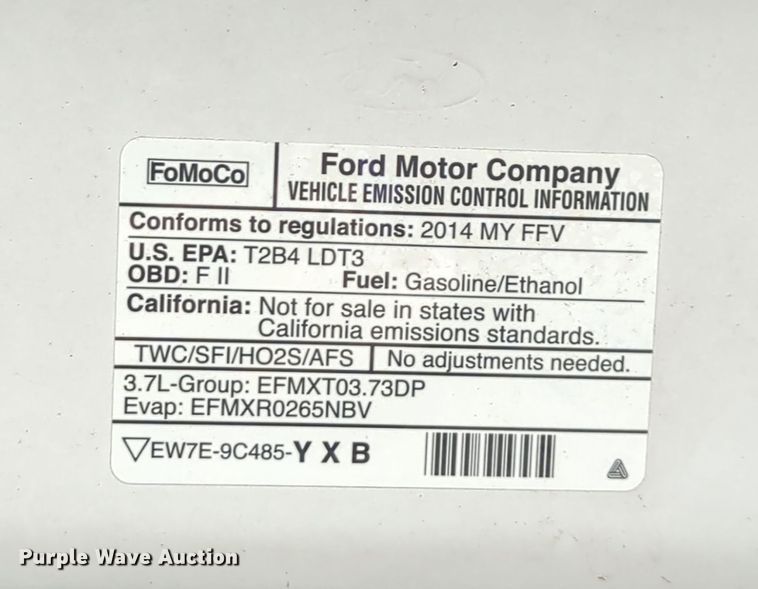 FoMoCo
Ford Motor Company
VEHICLE EMISSION CONTROL INFORMATION
Conforms to regulations: 2014 MY FFV
U.S. EPA: T2B4 LDT3
OBD: F II Fuel: Gasoline/Ethanol
California: Not for sale in states with
California emissions standards.
TWC/SFI/HO2S/AFS No adjustments needed.
3.7L-Group: EFMXT03.73DP
Evap: EFMXR0265NBV
EW7E-9C485-Y X B
Purple Wave Auction